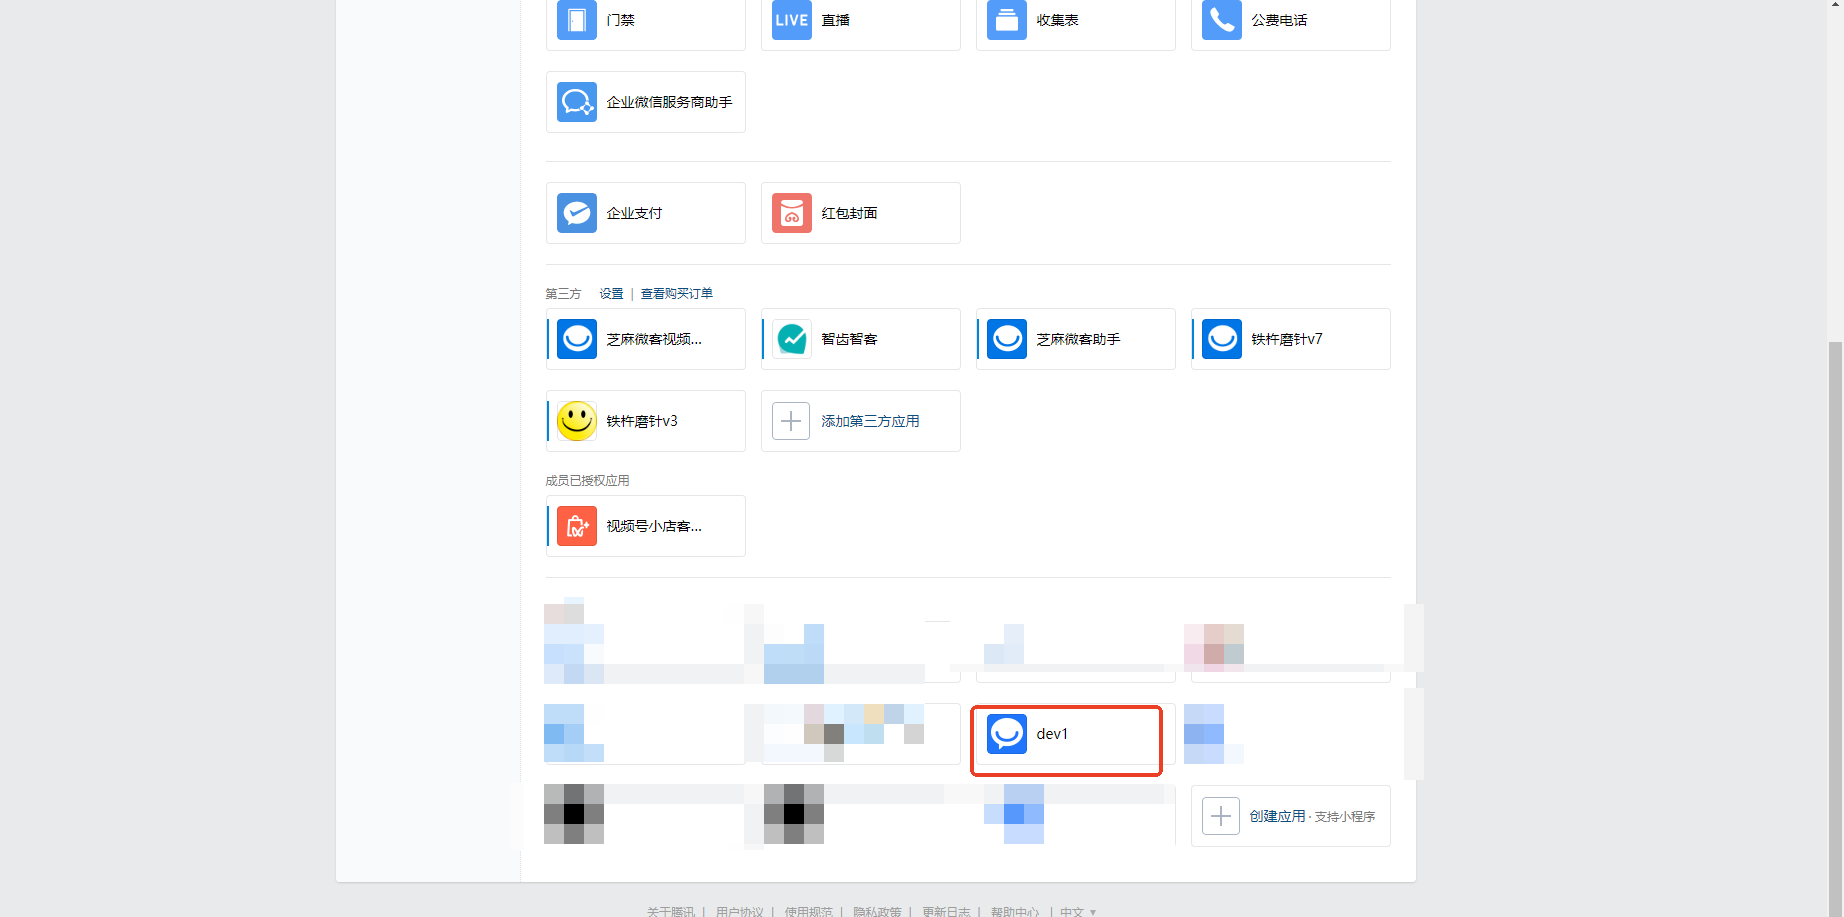 门禁
LIVE 直播
收集表
公费电话
企业微信服务商助手
企业支付
红包封面
第三方 设置 | 查看购买订单
芝麻微客视频...
智齿智客
芝麻微客助手
铁杵磨针v7
铁杵磨针v3
添加第三方应用
成员已授权应用
视频号小店客...
dev1
创建应用 · 支持小程序
关于腾讯 | 用户协议 | 使用规范 | 隐私政策 | 更新日志 | 帮助中心 | 中文